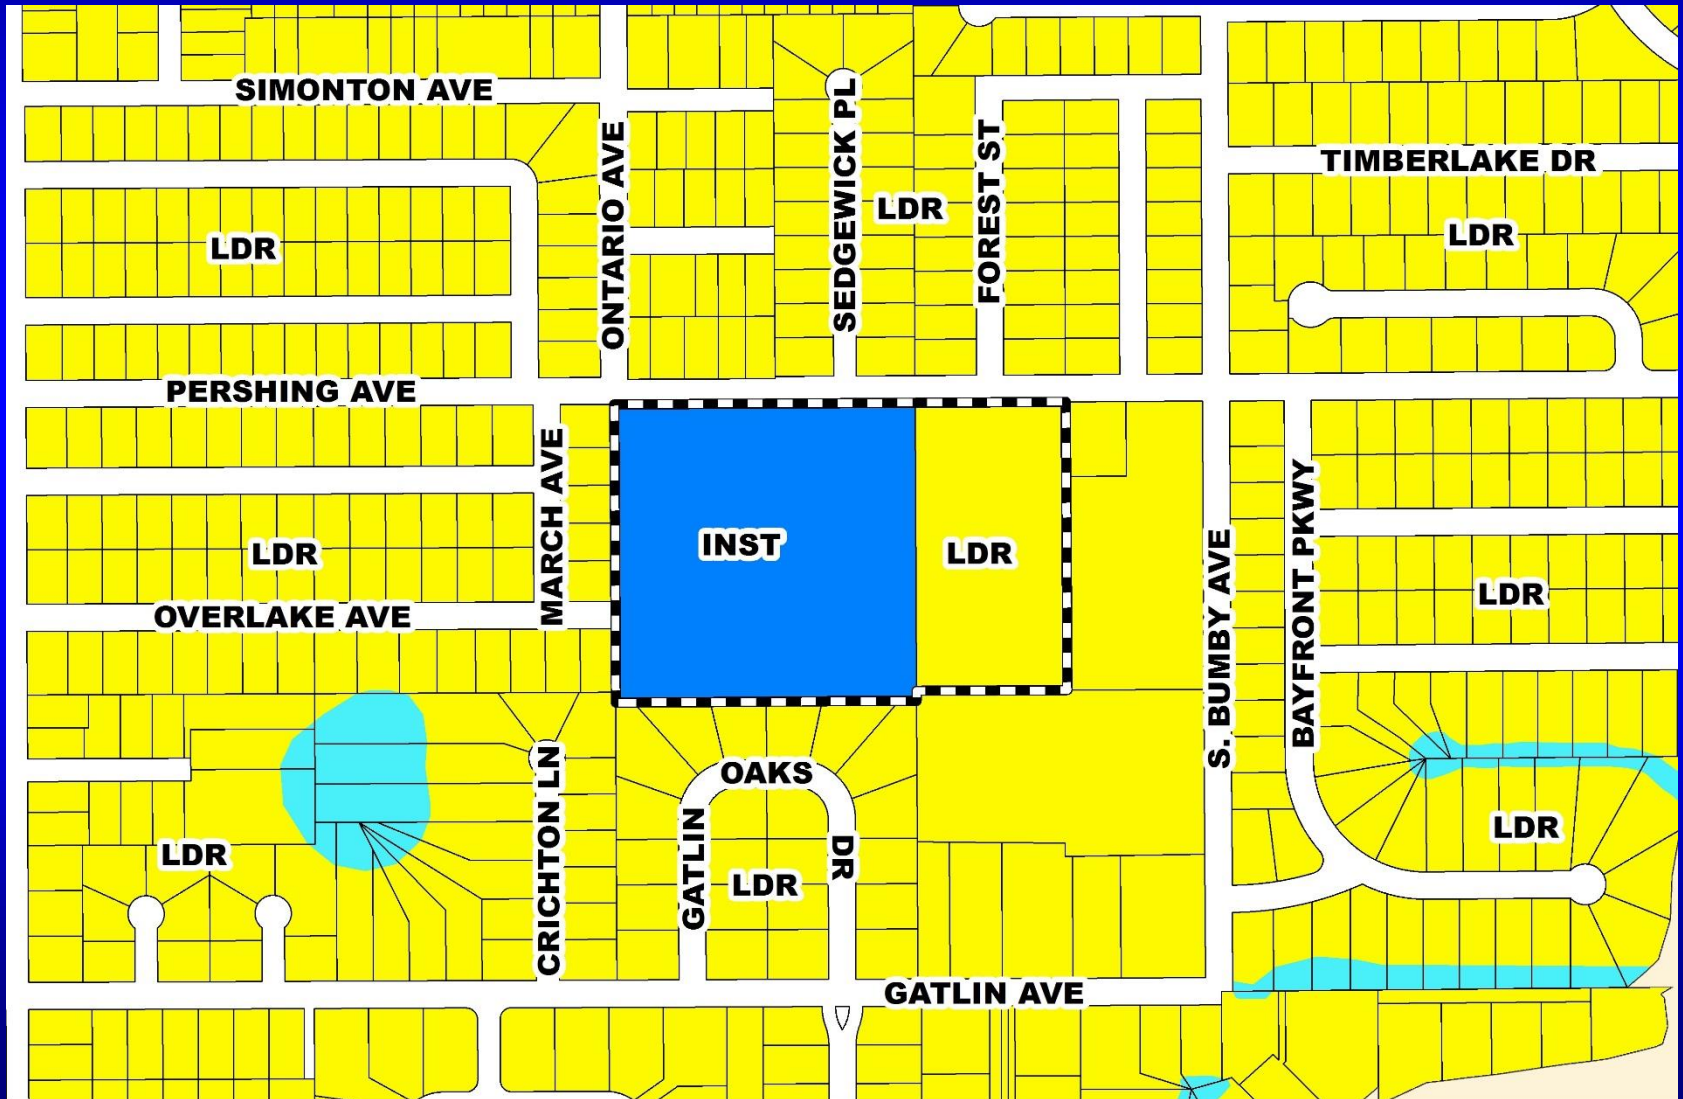 SIMONTON AVE
ONTARIO AVE
SEDGEWICK PL
FOREST ST
TIMBERLAKE DR
LDR
LDR
LDR
PERSHING AVE
MARCH AVE
INST
LDR
LDR
S. BUMBY AVE
BAYFRONT PKWY
LDR
OVERLAKE AVE
CRICHTON LN
GATLIN
OAKS
DR
LDR
LDR
LDR
GATLIN AVE